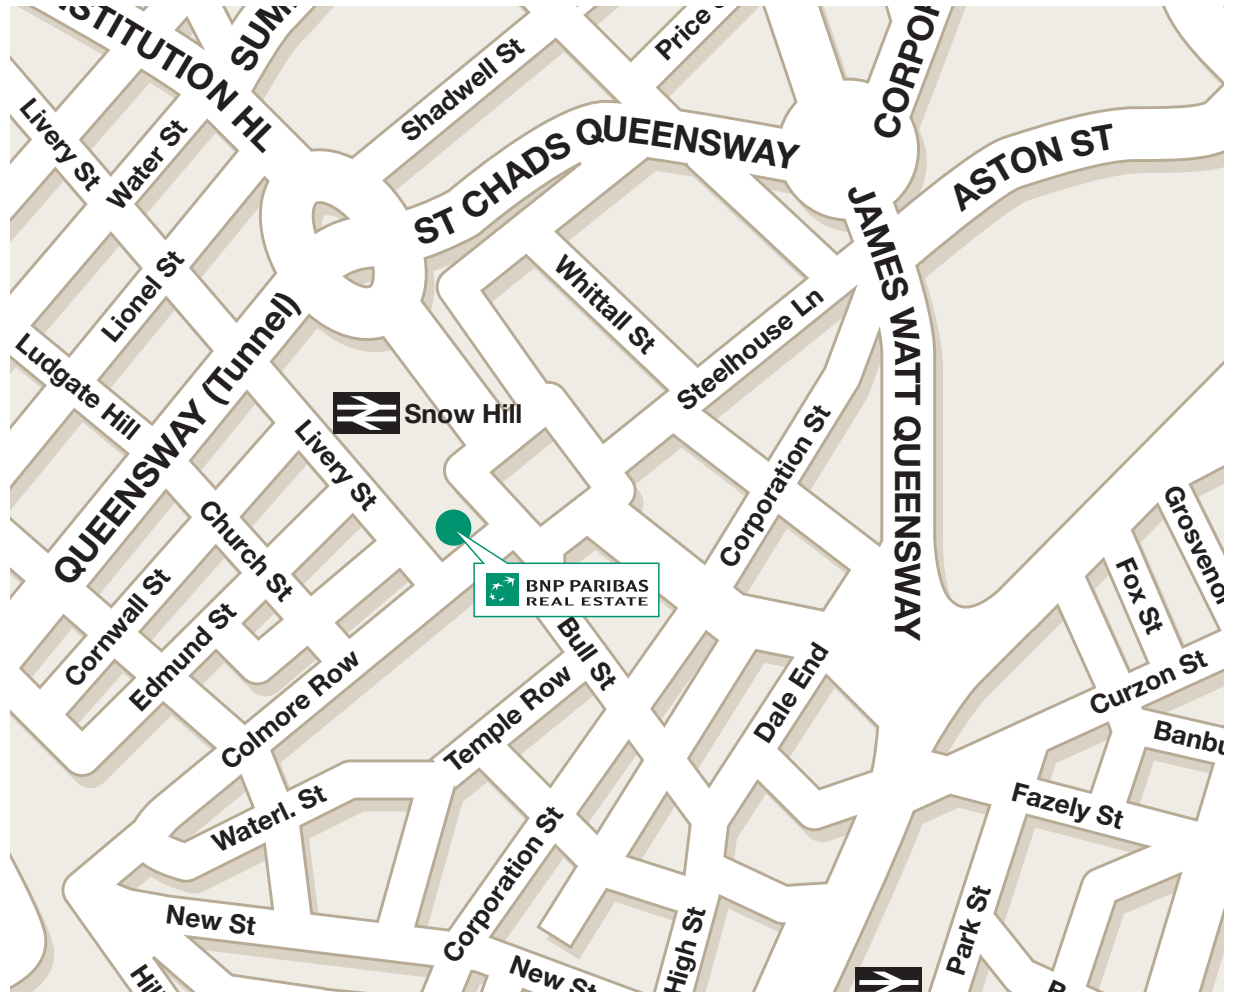 STITUTION HL
SUM
Shadwell St
Price
CORPOR
Livery St
Water St
ST CHADS QUEENSWAY
ASTON ST
JAMES WATT QUEENSWAY
Lionel St
Whittall St
Steelhouse Ln
Ludgate Hill
QUEENSWAY (Tunnel)
Snow Hill
Livery St
Corporation St
Church St
Grosvenor
BNP PARIBAS
REAL ESTATE
Fox St
Cornwall St
Edmund St
Bull St
Colmore Row
Temple Row
Dale End
Curzon St
Banbu
Waterl. St
Fazely St
Corporation St
New St
High St
Park St
New St
Hill